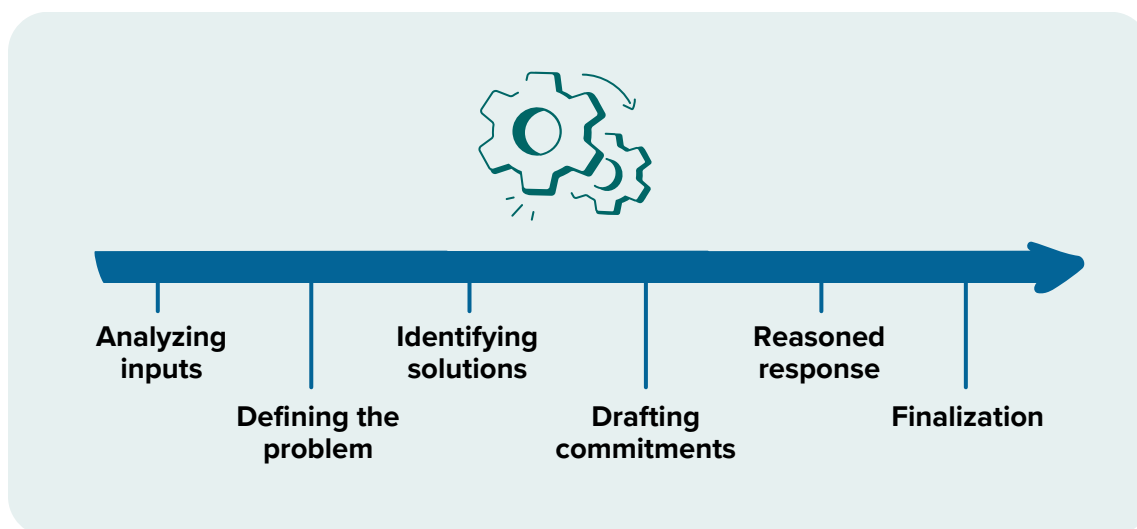 Analyzing
inputs
Defining the
problem
Identifying
solutions
Drafting
commitments
Reasoned
response
Finalization